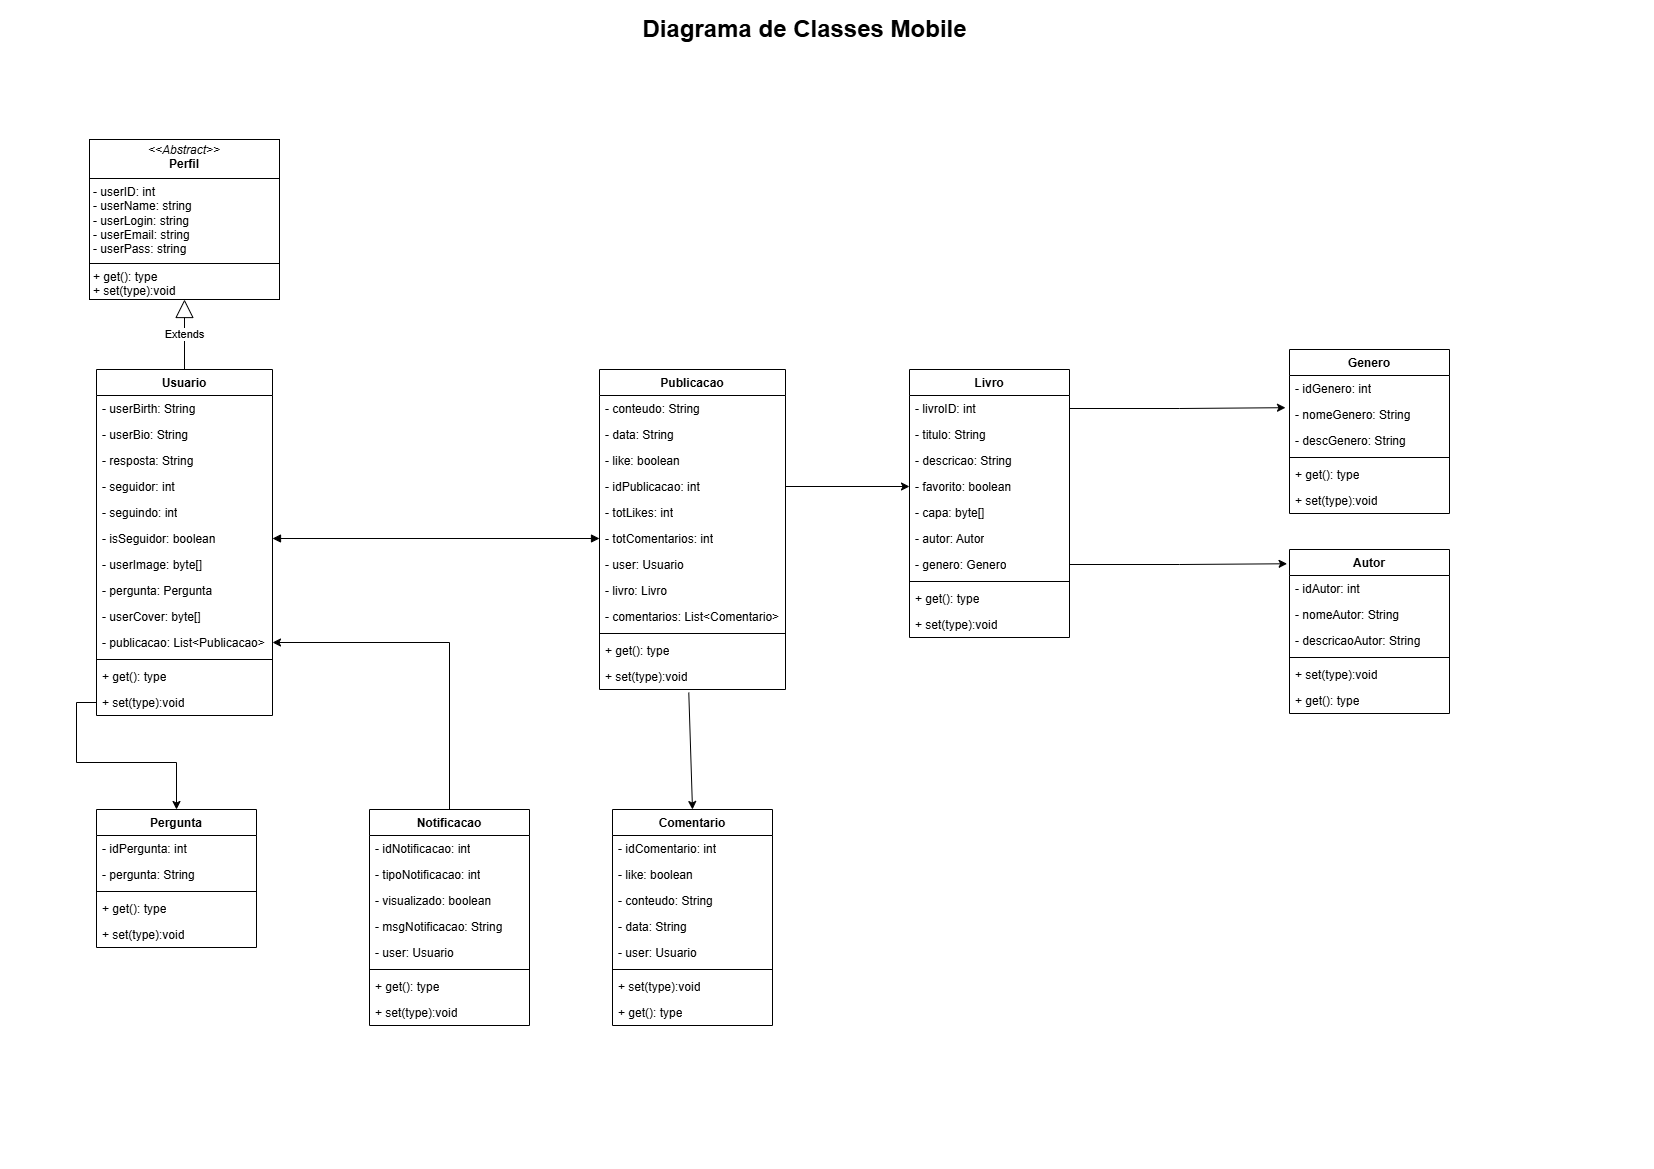 Diagrama de Classes Mobile
<<Abstract>>
Perfil
- userID: int
- userName: string
- userLogin: string
- userEmail: string
- userPass: string
+ get(): type
+ set(type):void
Extends
Usuario
- userBirth: String
- userBio: String
- resposta: String
- seguidor: int
- seguindo: int
- isSeguidor: boolean
- userImage: byte[]
- pergunta: Pergunta
- userCover: byte[]
- publicacao: List<Publicacao>
+ get(): type
+ set(type):void
Publicacao
- conteudo: String
- data: String
- like: boolean
- idPublicacao: int
- totLikes: int
- totComentarios: int
- user: Usuario
- livro: Livro
- comentarios: List<Comentario>
+ get(): type
+ set(type):void
Livro
- livroID: int
- titulo: String
- descricao: String
- favorito: boolean
- capa: byte[]
- autor: Autor
- genero: Genero
+ get(): type
+ set(type):void
Genero
- idGenero: int
- nomeGenero: String
- descGenero: String
+ get(): type
+ set(type):void
Autor
- idAutor: int
- nomeAutor: String
- descricaoAutor: String
+ set(type):void
+ get(): type
Pergunta
- idPergunta: int
- pergunta: String
+ get(): type
+ set(type):void
Notificacao
- idNotificacao: int
- tipoNotificacao: int
- visualizado: boolean
- msgNotificacao: String
- user: Usuario
+ get(): type
+ set(type):void
Comentario
- idComentario: int
- like: boolean
- conteudo: String
- data: String
- user: Usuario
+ set(type):void
+ get(): type